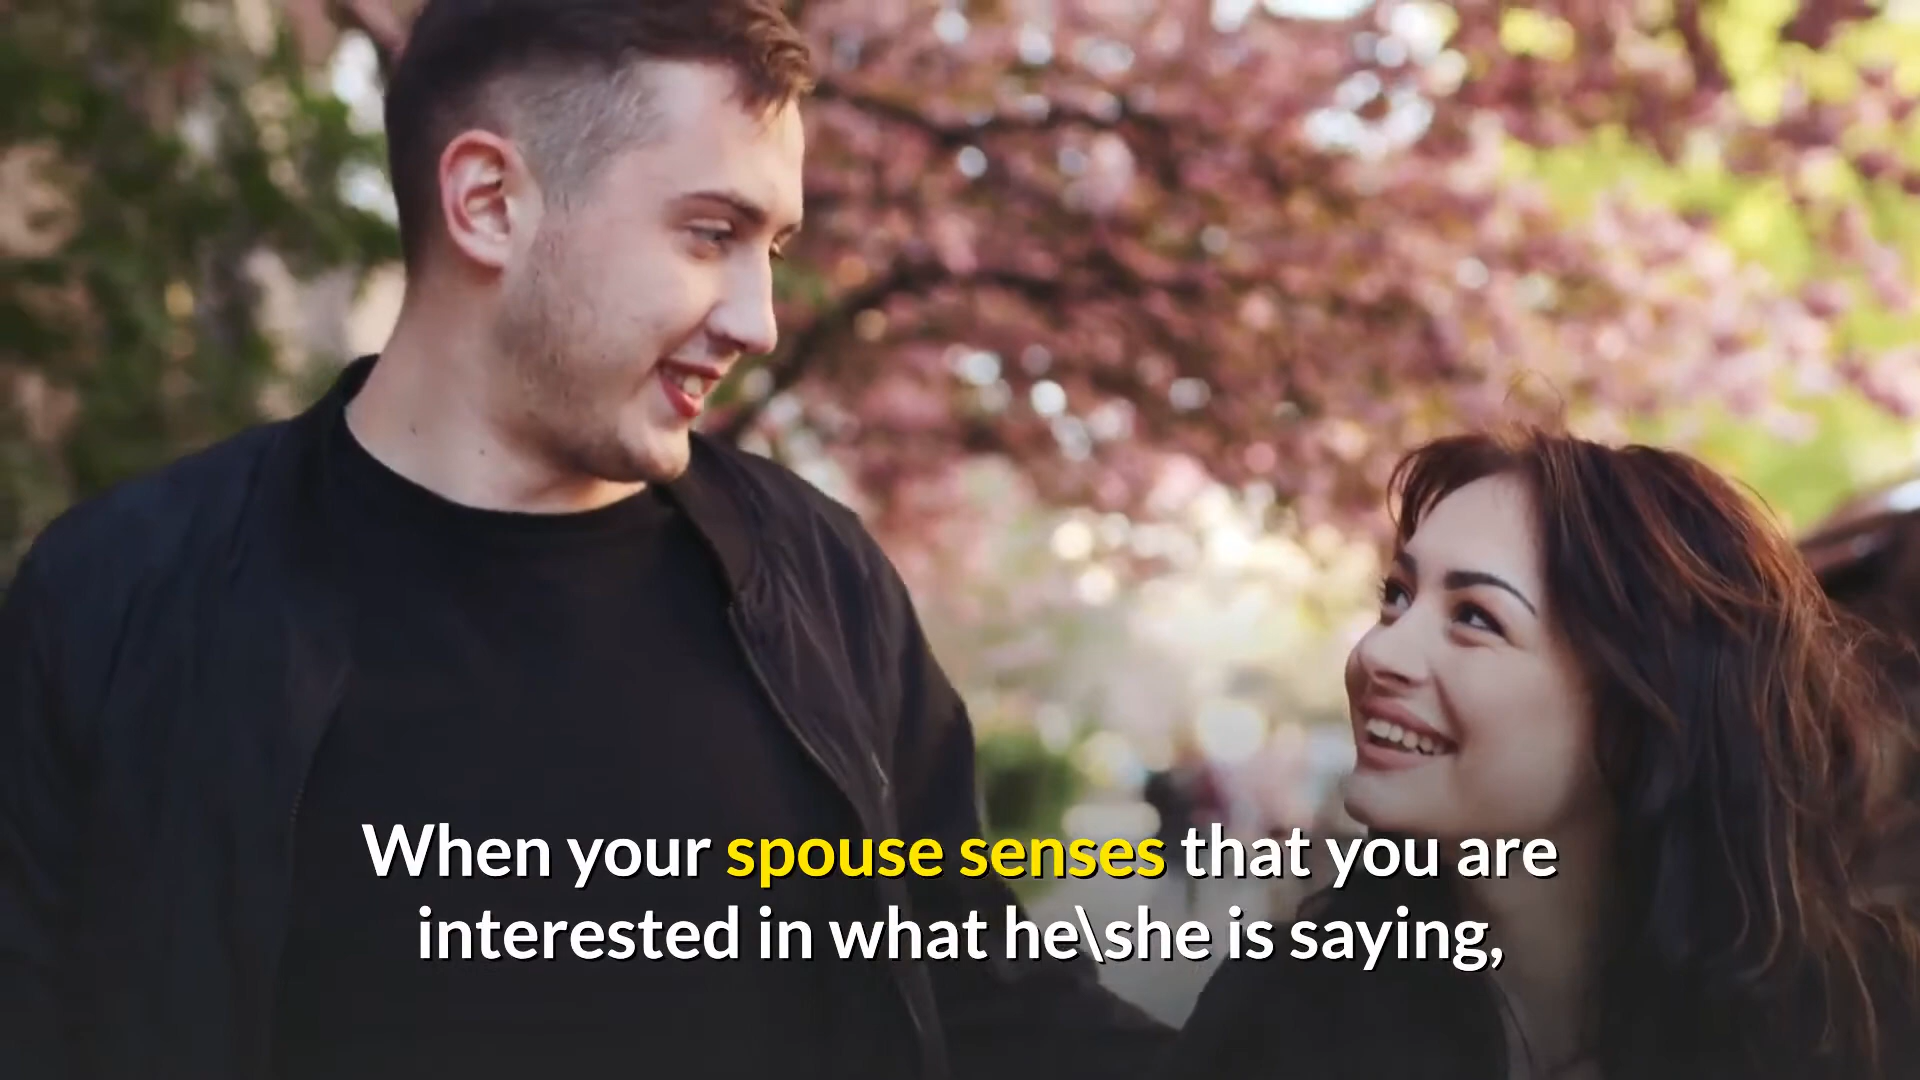 When your spouse senses that you are
interested in what he\she is saying,